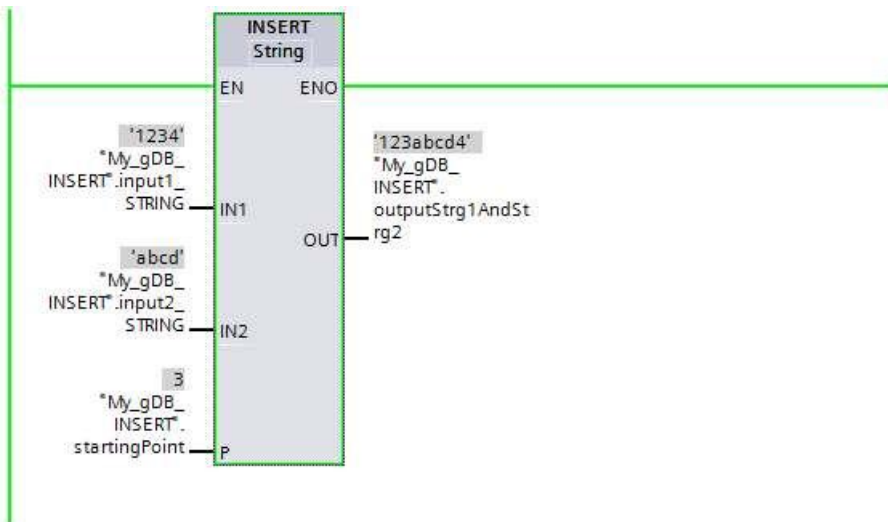 INSERT
String
EN ENO
'1234'
"My_gDB_
INSERT".input1_
STRING
IN1
'123abcd4'
"My_gDB_
INSERT".
outputStrg1AndSt
rg2
OUT
'abcd'
"My_gDB_
INSERT".input2_
STRING
IN2
3
"My_gDB_
INSERT".
startingPoint
P